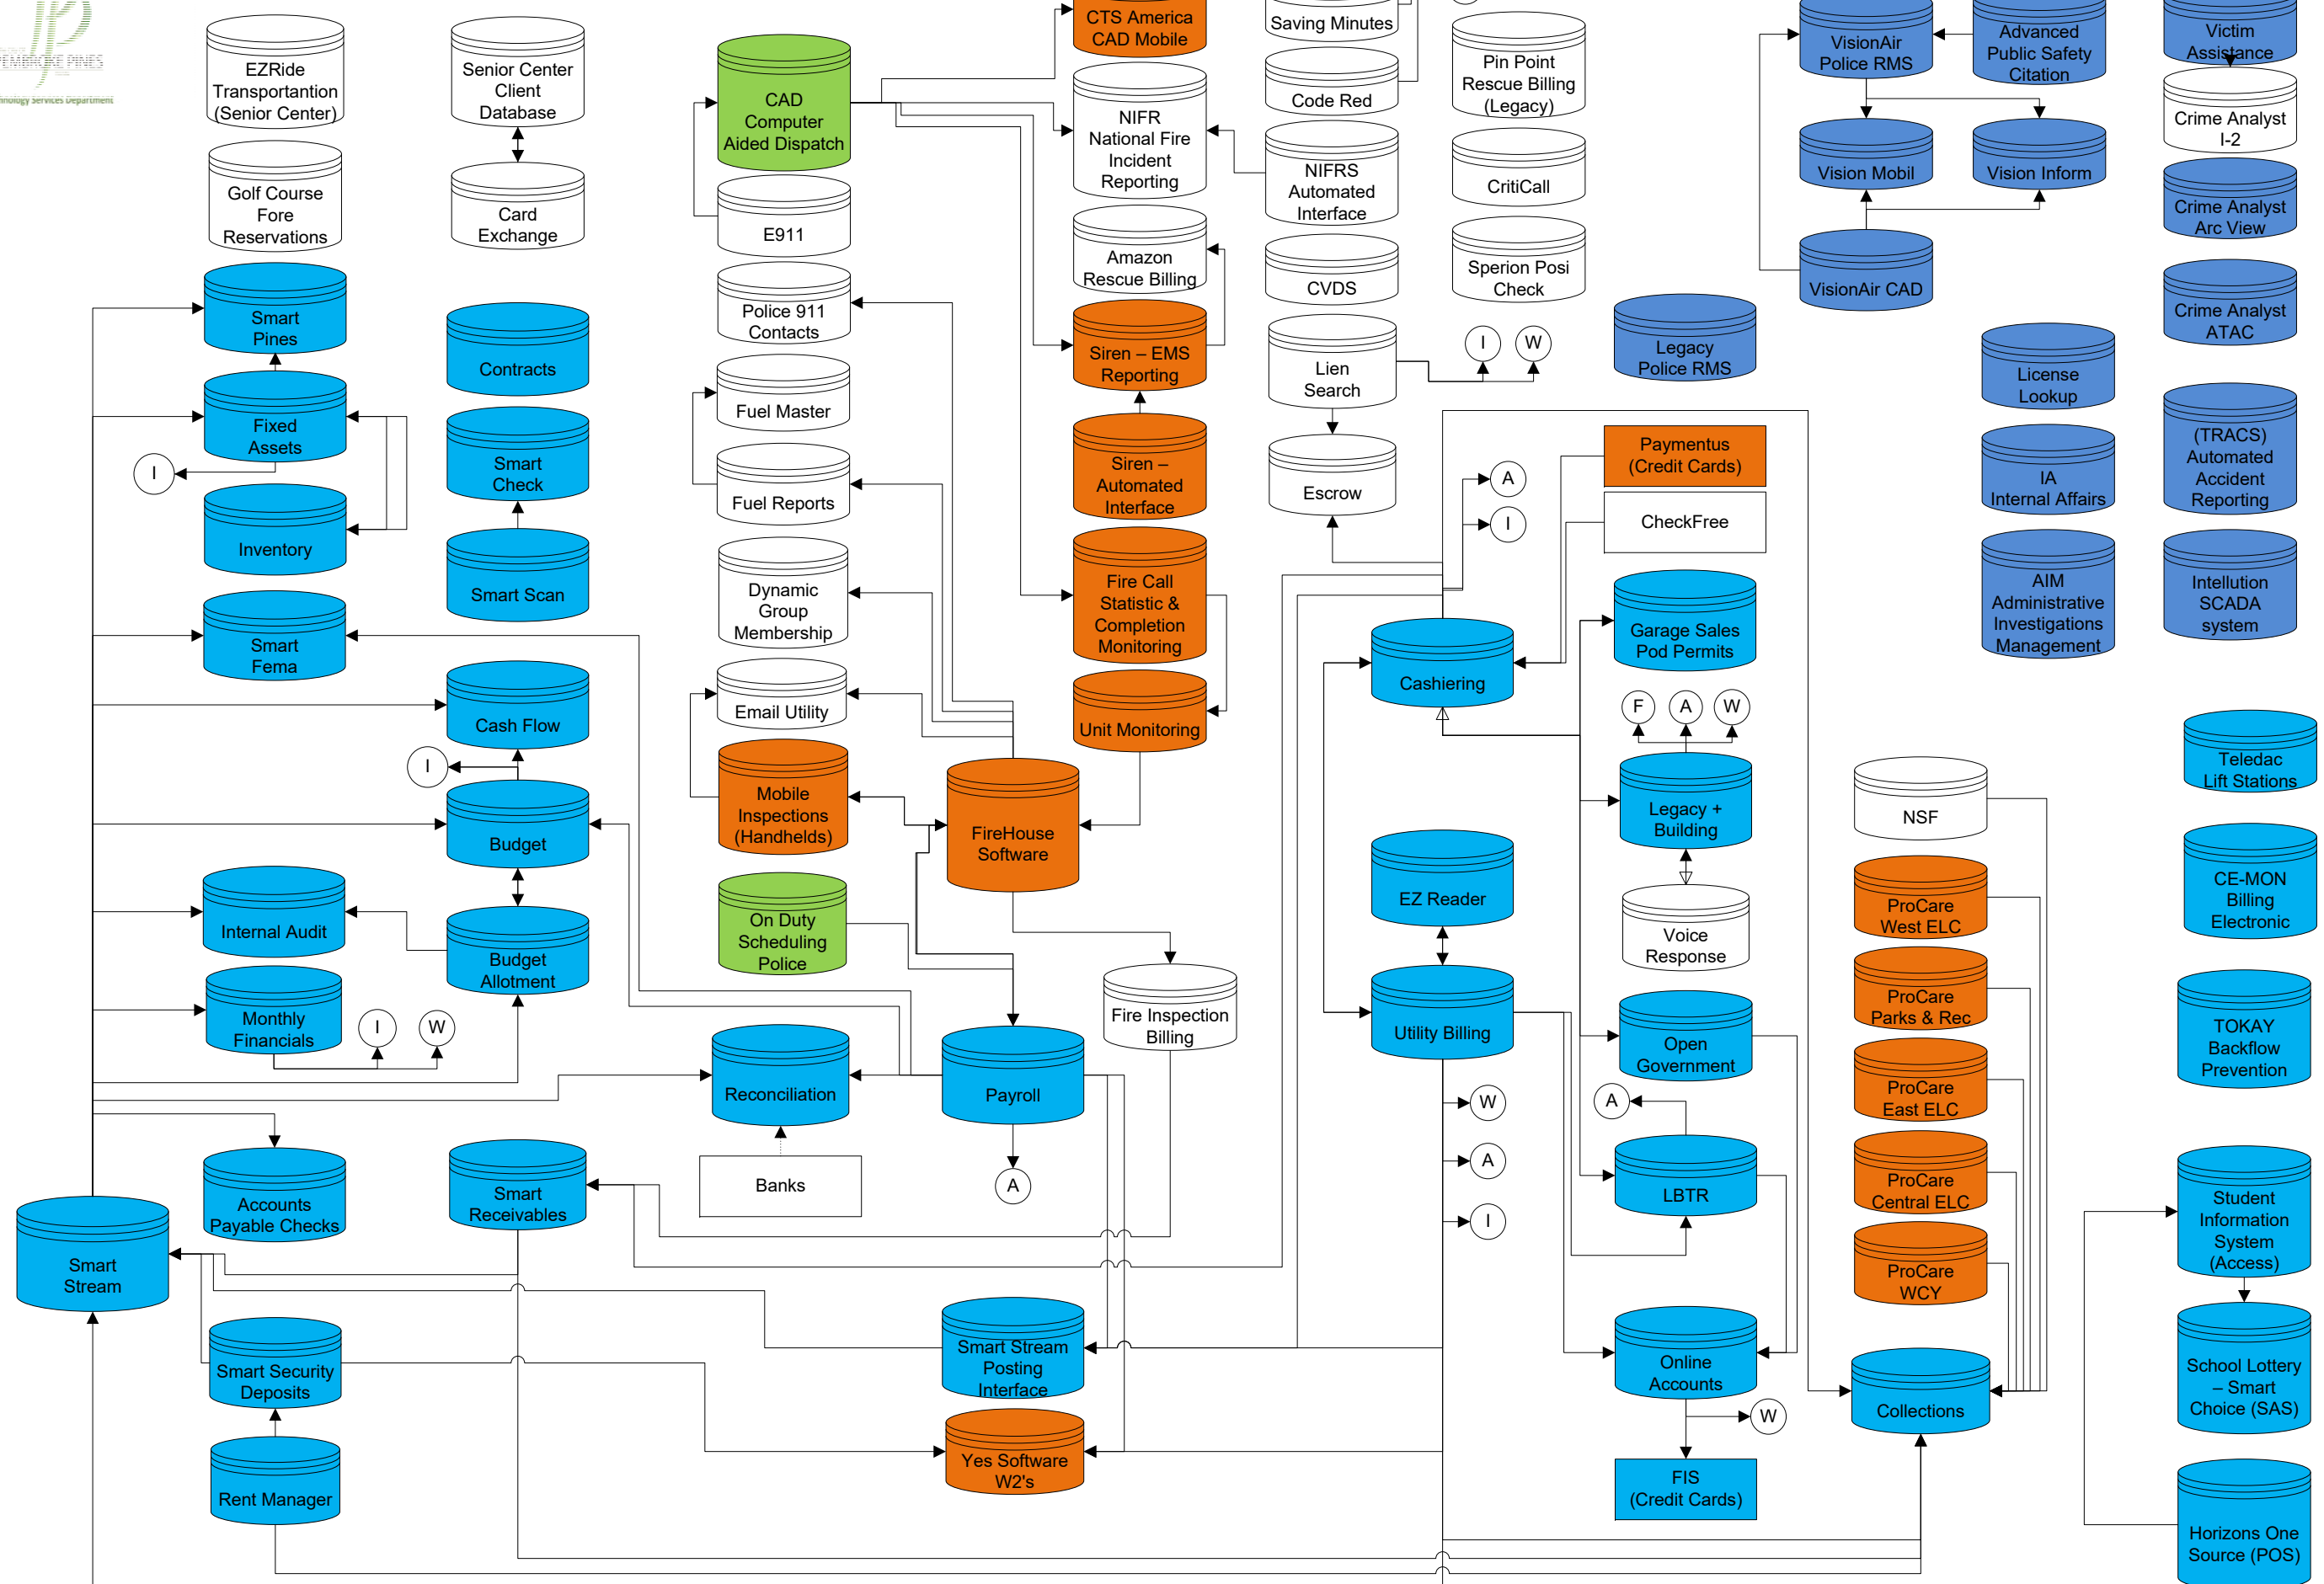 Technology Services Department
EZRide
Transportantion
(Senior Center)
Golf Course
Fore
Reservations
Smart
Pines
Fixed
Assets
I
Inventory
Smart
Fema
Internal Audit
Monthly
Financials
I
W
Accounts
Payable Checks
Smart
Stream
Smart Security
Deposits
Rent Manager
Senior Center
Client
Database
Card
Exchange
Contracts
Smart
Check
Smart Scan
Cash Flow
I
Budget
Budget
Allotment
Smart
Receivables
CAD
Computer
Aided Dispatch
E911
Police 911
Contacts
Fuel Master
Fuel Reports
Dynamic
Group
Membership
Email Utility
Mobile
Inspections
(Handhelds)
On Duty
Scheduling
Police
Reconciliation
Banks
FireHouse
Software
Payroll
A
Smart Stream
Posting
Interface
Yes Software
W2's
CTS America
CAD Mobile
NIFR
National Fire
Incident
Reporting
Amazon
Rescue Billing
Siren – EMS
Reporting
Siren –
Automated
Interface
Fire Call
Statistic &
Completion
Monitoring
Unit Monitoring
Fire Inspection
Billing
Saving Minutes
Code Red
NIFRS
Automated
Interface
CVDS
Lien
Search
I
W
Escrow
A
I
Cashiering
EZ Reader
Utility Billing
W
A
I
Pin Point
Rescue Billing
(Legacy)
CritiCall
Sperion Posi
Check
Legacy
Police RMS
Paymentus
(Credit Cards)
CheckFree
Garage Sales
Pod Permits
F
A
W
Legacy +
Building
Voice
Response
Open
Government
A
LBTR
Online
Accounts
W
FIS
(Credit Cards)
VisionAir
Police RMS
Advanced
Public Safety
Citation
Vision Mobil
Vision Inform
VisionAir CAD
License
Lookup
IA
Internal Affairs
AIM
Administrative
Investigations
Management
NSF
ProCare
West ELC
ProCare
Parks & Rec
ProCare
East ELC
ProCare
Central ELC
ProCare
WCY
Collections
Victim
Assistance
Crime Analyst
I-2
Crime Analyst
Arc View
Crime Analyst
ATAC
(TRACS)
Automated
Accident
Reporting
Intellution
SCADA
system
Teledac
Lift Stations
CE-MON
Billing
Electronic
TOKAY
Backflow
Prevention
Student
Information
System
(Access)
School Lottery
– Smart
Choice (SAS)
Horizons One
Source (POS)